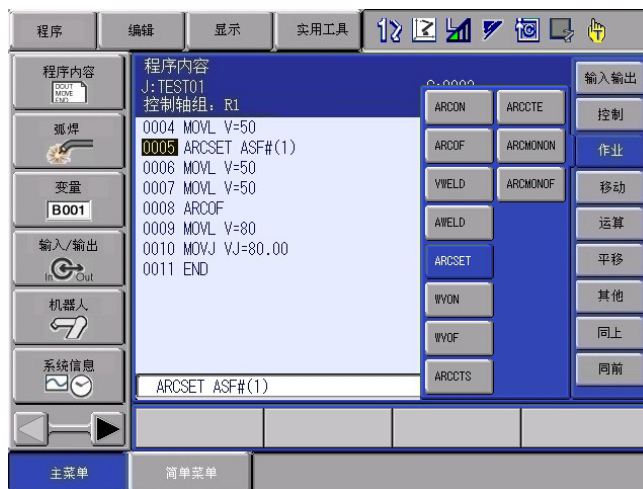 程序
编辑
显示
实用工具
程序内容
DOUT
MOVE
END
弧焊
变量
B001
输入/输出
In Out
机器人
系统信息
程序内容
J:TEST01
控制轴组: R1
0004 MOVL V=50
0005 ARCSET ASF#(1)
0006 MOVL V=50
0007 MOVL V=50
0008 ARCOF
0009 MOVL V=80
0010 MOVJ VJ=80.00
0011 END
ARCSET ASF#(1)
ARCON
ARCOF
VWELD
AWELD
ARCSET
WVON
WVOF
ARCCTS
ARCCTE
ARCMONON
ARCMONOF
输入输出
控制
作业
移动
运算
平移
其他
同上
同前
主菜单
简单菜单